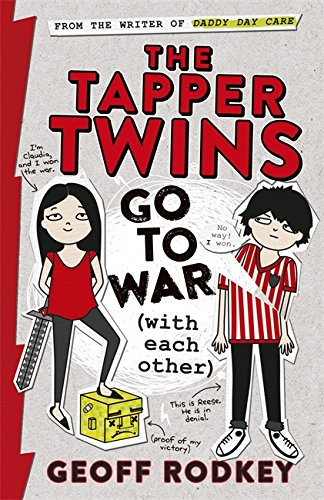 FROM THE WRITER OF DADDY DAY CARE
THE
TAPPER
TWINS
I'm
Claudia,
and I won
the war.
GO
TO
WAR
(with
each
other)
No
way!
I won.
This is Reese.
He is in
denial.
(proof of my
victory)
GEOFF RODKEY